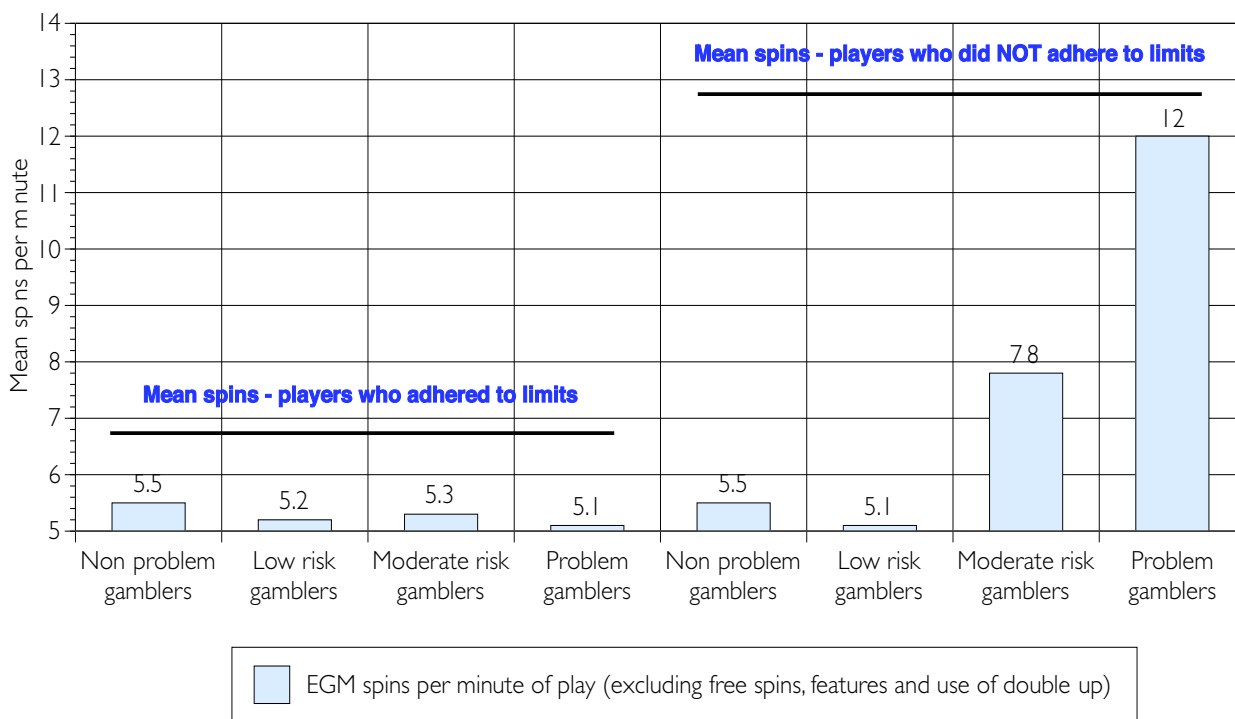 14
Mean spins - players who did NOT adhere to limits
13
12
12
11
10
9
8
7 8
Mean spins - players who adhered to limits
7
6
5.5
5.2
5.3
5.1
5.5
5.1
5
Mean sp ns per m nute
Non problem gamblers
Low risk gamblers
Moderate risk gamblers
Problem gamblers
Non problem gamblers
Low risk gamblers
Moderate risk gamblers
Problem gamblers
EGM spins per minute of play (excluding free spins, features and use of double up)